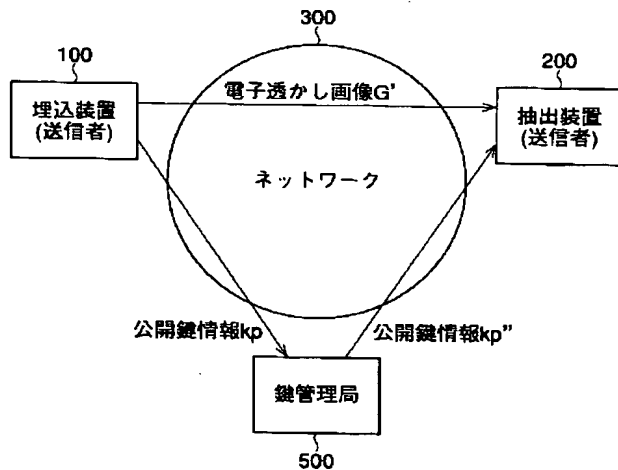 300
100
200
埋込装置
(送信者)
電子透かし画像G'
抽出装置
(送信者)
ネットワーク
公開鍵情報kp
公開鍵情報kp"
鍵管理局
500